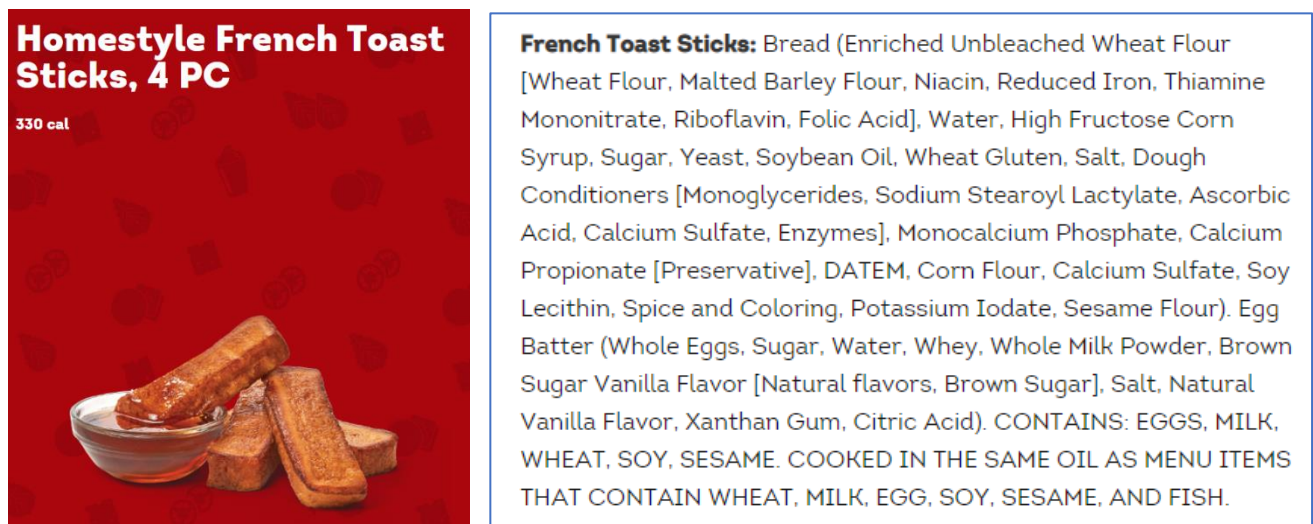 Homestyle French Toast
Sticks, 4 PC
330 cal
French Toast Sticks: Bread (Enriched Unbleached Wheat Flour
[Wheat Flour, Malted Barley Flour, Niacin, Reduced Iron, Thiamine
Mononitrate, Riboflavin, Folic Acid], Water, High Fructose Corn
Syrup, Sugar, Yeast, Soybean Oil, Wheat Gluten, Salt, Dough
Conditioners [Monoglycerides, Sodium Stearoyl Lactylate, Ascorbic
Acid, Calcium Sulfate, Enzymes], Monocalcium Phosphate, Calcium
Propionate [Preservative], DATEM, Corn Flour, Calcium Sulfate, Soy
Lecithin, Spice and Coloring, Potassium Iodate, Sesame Flour). Egg
Batter (Whole Eggs, Sugar, Water, Whey, Whole Milk Powder, Brown
Sugar Vanilla Flavor [Natural flavors, Brown Sugar], Salt, Natural
Vanilla Flavor, Xanthan Gum, Citric Acid). CONTAINS: EGGS, MILK,
WHEAT, SOY, SESAME. COOKED IN THE SAME OIL AS MENU ITEMS
THAT CONTAIN WHEAT, MILK, EGG, SOY, SESAME, AND FISH.